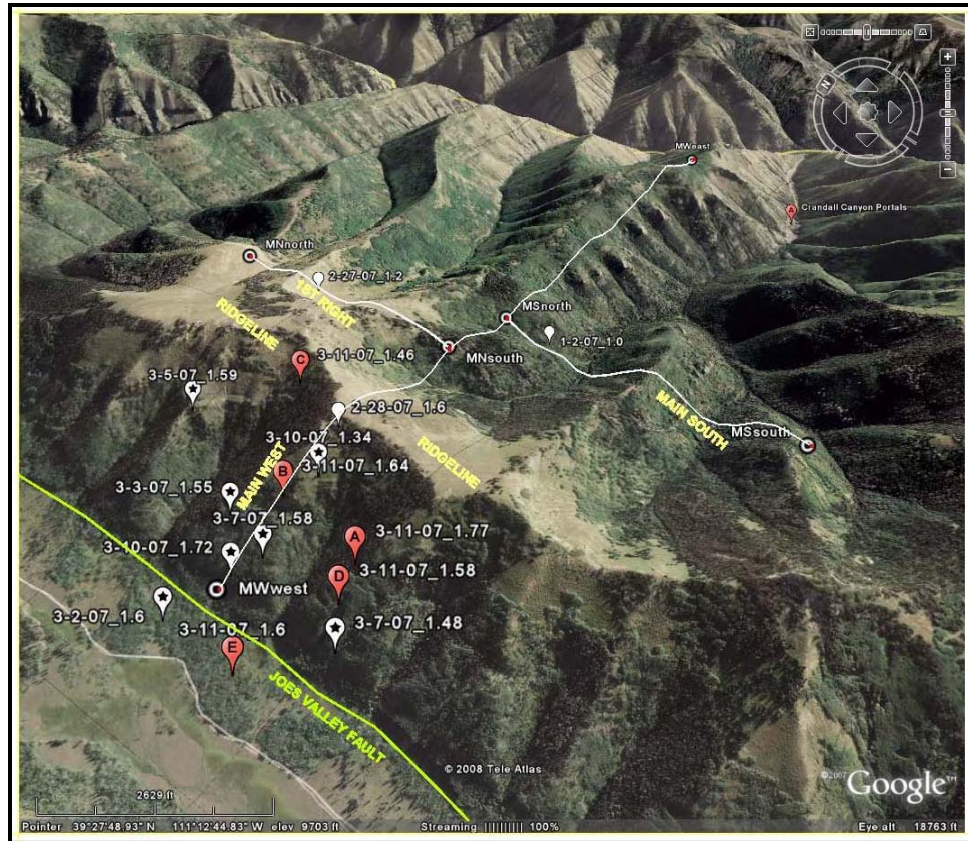 N
MWeast
Crandall Canyon Portals
MNnorth
2-27-07_1.2
1ST RIGHT
RIDGELINE
MSnorth
1-2-07_1.0
MNsouth
C
3-11-07_1.46
3-5-07_1.59
MAIN SOUTH
2-28-07_1.6
MSsouth
3-10-07_1.34
RIDGELINE
B
3-11-07_1.64
MAIN WEST
3-3-07_1.55
3-7-07_1.58
A
3-11-07_1.77
3-10-07_1.72
D
3-11-07_1.58
MWwest
3-2-07_1.6
3-11-07_1.6
3-7-07_1.48
E
JOES VALLEY FAULT
© 2008 Tele Atlas
©2007 Google™
2629 ft
Pointer 39°27'48.93" N 111°12'44.83" W elev 9703 ft Streaming ||||||||| 100% Eye alt 18763 ft